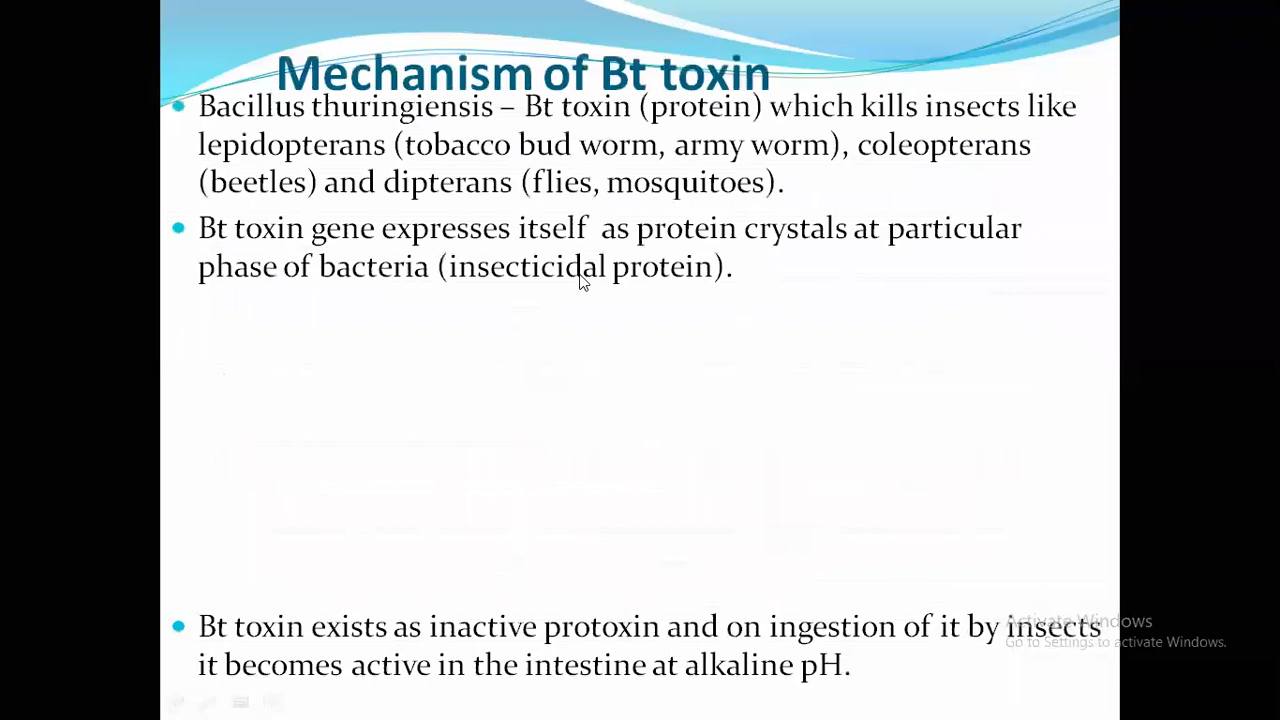 Mechanism of Bt toxin
• Bacillus thuringiensis – Bt toxin (protein) which kills insects like
lepidopterans (tobacco bud worm, army worm), coleopterans
(beetles) and dipterans (flies, mosquitoes).
• Bt toxin gene expresses itself as protein crystals at particular
phase of bacteria (insecticidal protein).
• Bt toxin exists as inactive protoxin and on ingestion of it by insects
it becomes active in the intestine at alkaline pH.
Activate Windows
Go to Settings to activate Windows.